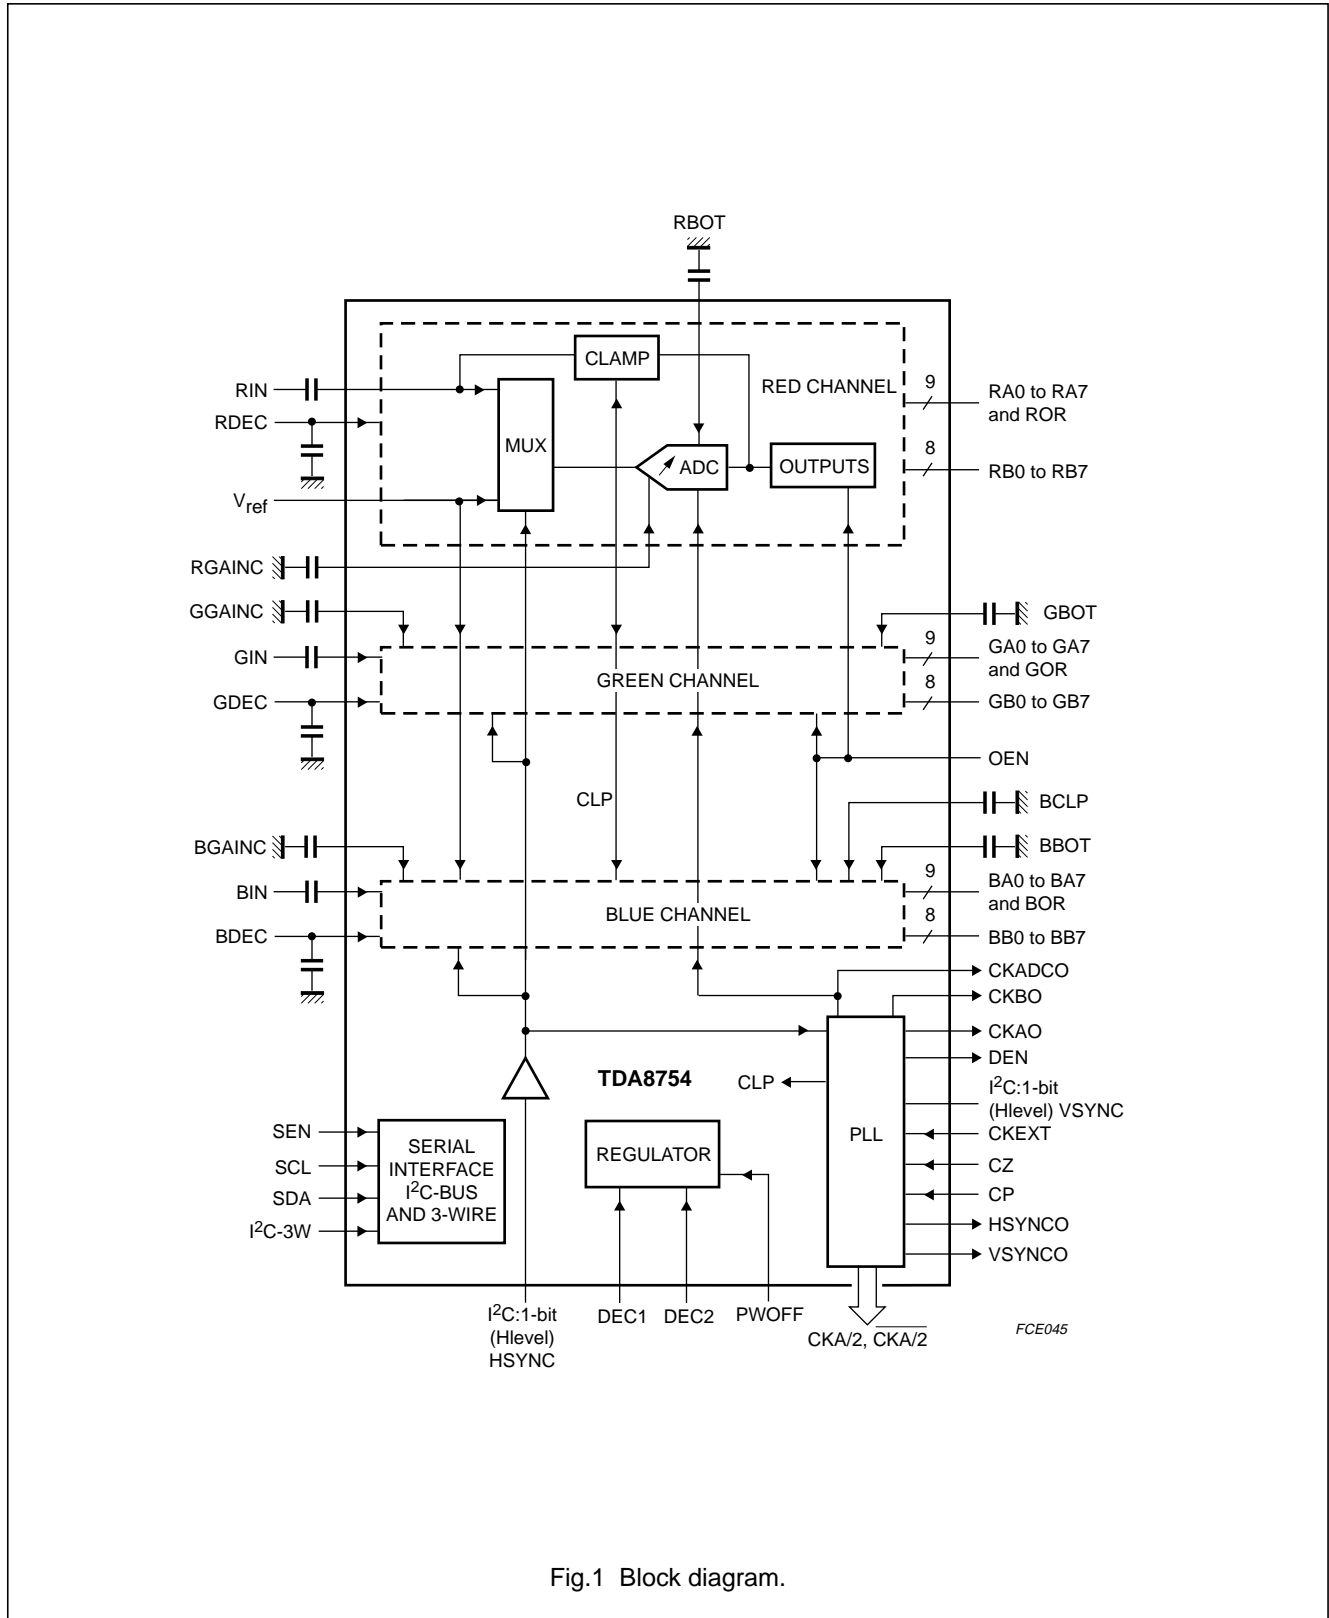 RBOT
CLAMP
RED CHANNEL
RIN
RDEC
MUX
ADC
OUTPUTS
9
RA0 to RA7
and ROR
8
RB0 to RB7
Vref
RGAINC
GGAINC
GIN
GDEC
GREEN CHANNEL
GBOT
9
GA0 to GA7
and GOR
8
GB0 to GB7
OEN
CLP
BCLP
BBOT
BGAINC
BIN
BDEC
BLUE CHANNEL
9
BA0 to BA7
and BOR
8
BB0 to BB7
CKADCO
CKBO
CKAO
DEN
I2C:1-bit
(Hlevel) VSYNC
CKEXT
CZ
CP
HSYNCO
VSYNCO
TDA8754
CLP
PLL
SEN
SCL
SDA
I2C-3W
SERIAL
INTERFACE
I2C-BUS
AND 3-WIRE
REGULATOR
I2C:1-bit
(Hlevel)
HSYNC
DEC1
DEC2
PWOFF
CKA/2, C̅K̅A̅/̅2̅
FCE045
Fig.1 Block diagram.